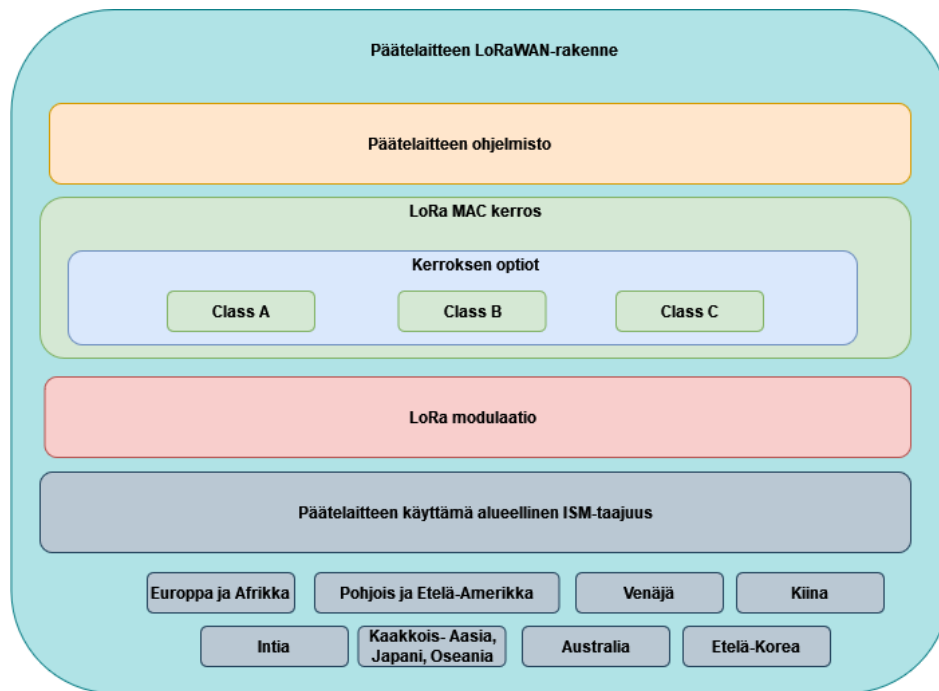 Päätelaitteen LoRaWAN-rakenne
Päätelaitteen ohjelmisto
LoRa MAC kerros
Kerroksen optiot
Class A
Class B
Class C
LoRa modulaatio
Päätelaitteen käyttämä alueellinen ISM-taajuus
Europpa ja Afrikka
Pohjois ja Etelä-Amerikka
Venäjä
Kiina
Intia
Kaakkois- Aasia,
Japani, Oseania
Australia
Etelä-Korea